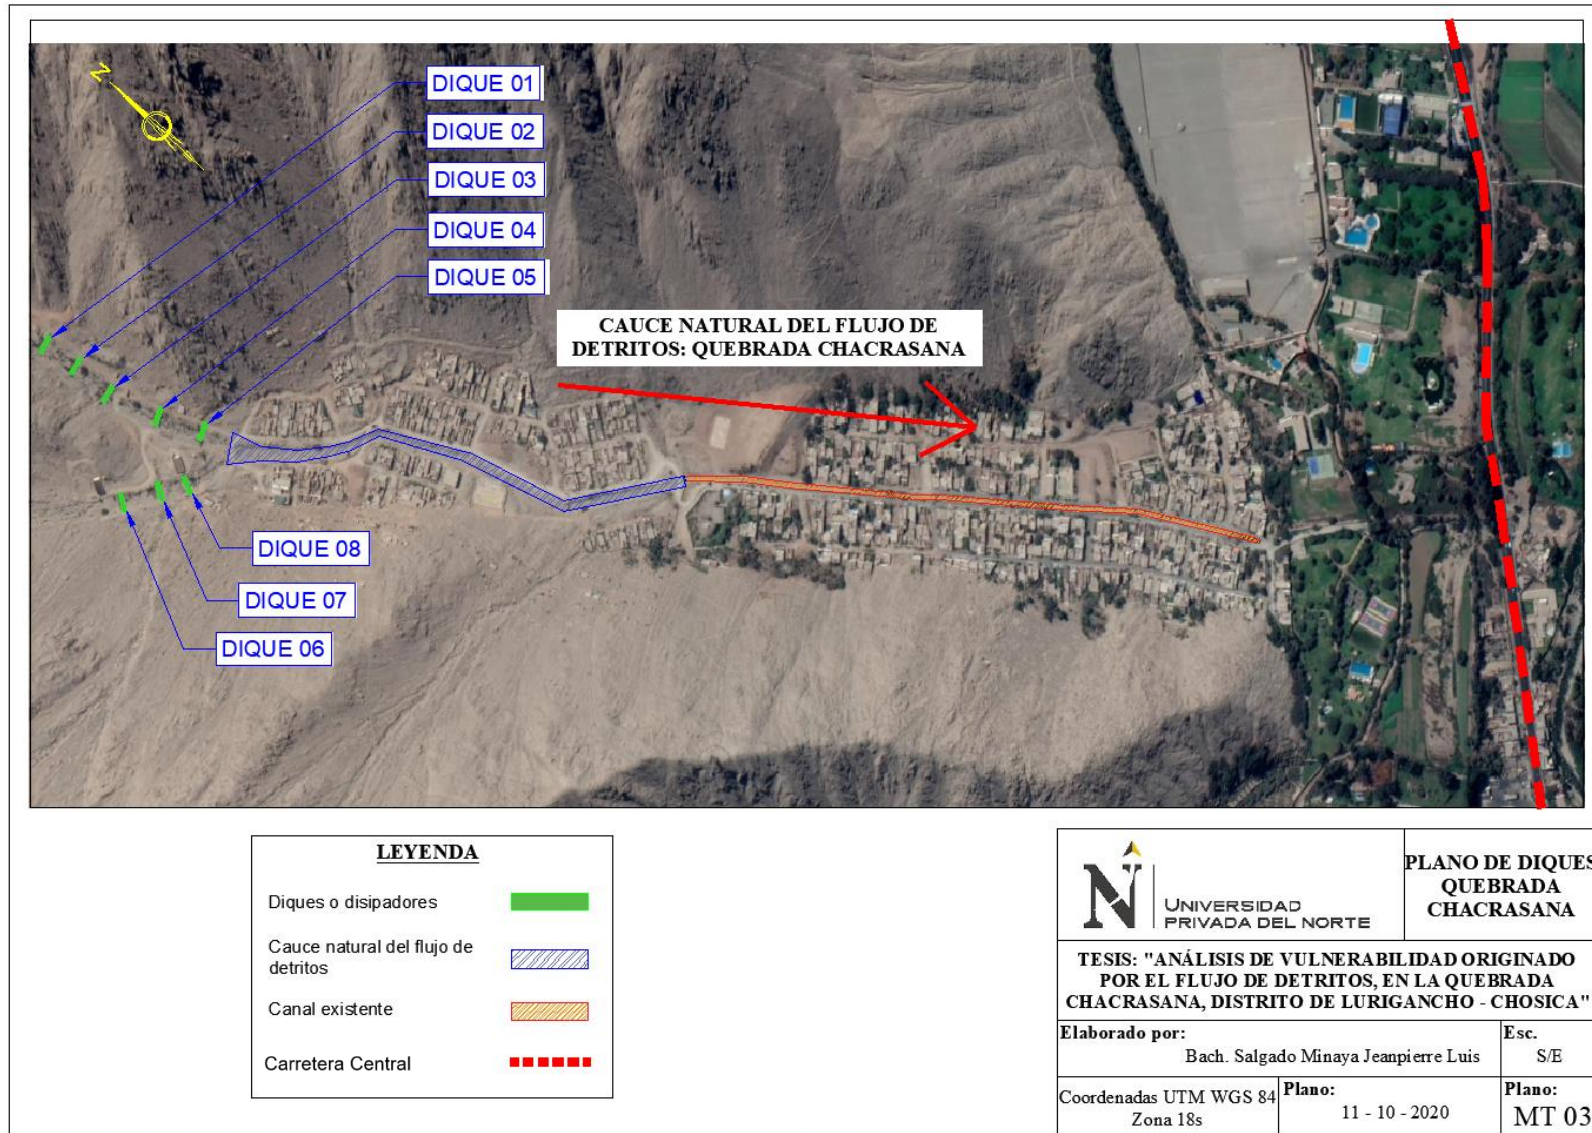 Z
DIQUE 01
DIQUE 02
DIQUE 03
DIQUE 04
DIQUE 05
CAUCE NATURAL DEL FLUJO DE
DETRITOS: QUEBRADA CHACRASANA
DIQUE 08
DIQUE 07
DIQUE 06
LEYENDA
Diques o disipadores
Cauce natural del flujo de
detritos
Canal existente
Carretera Central
N
UNIVERSIDAD
PRIVADA DEL NORTE
PLANO DE DIQUES
QUEBRADA
CHACRASANA
TESIS: "ANÁLISIS DE VULNERABILIDAD ORIGINADO
POR EL FLUJO DE DETRITOS, EN LA QUEBRADA
CHACRASANA, DISTRITO DE LURIGANCHO - CHOSICA"
Elaborado por:
Bach. Salgado Minaya Jeanpierre Luis
Esc.
S/E
Coordenadas UTM WGS 84
Zona 18s
Plano:
11 - 10 - 2020
Plano:
MT 03